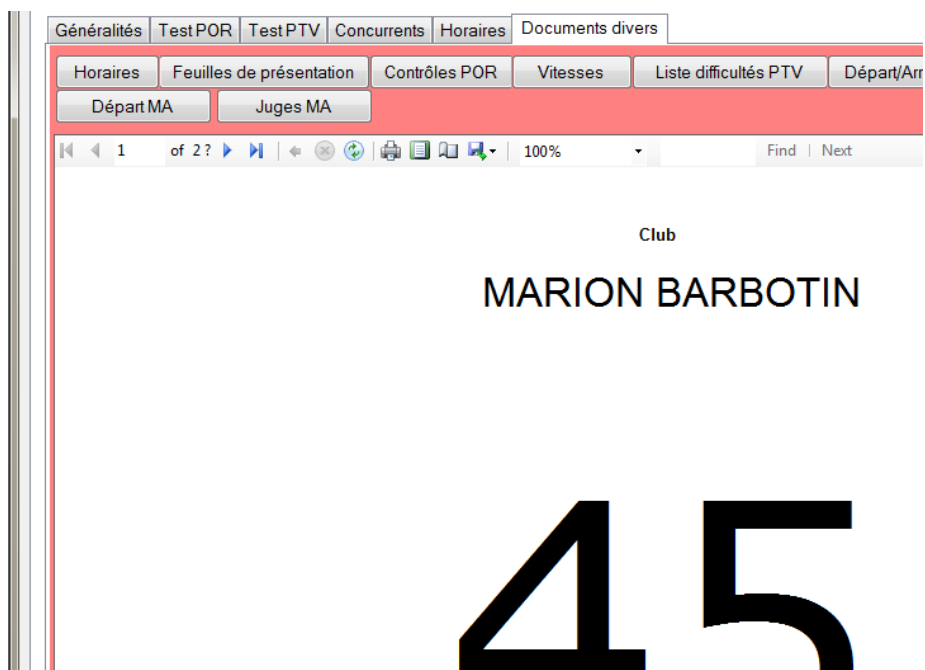 Généralités Test POR Test PTV Concurrents Horaires Documents divers
Horaires Feuilles de présentation Contrôles POR Vitesses Liste difficultés PTV Départ/Arr
Départ MA Juges MA
1 of 2 ? 100% Find | Next
Club
MARION BARBOTIN
45